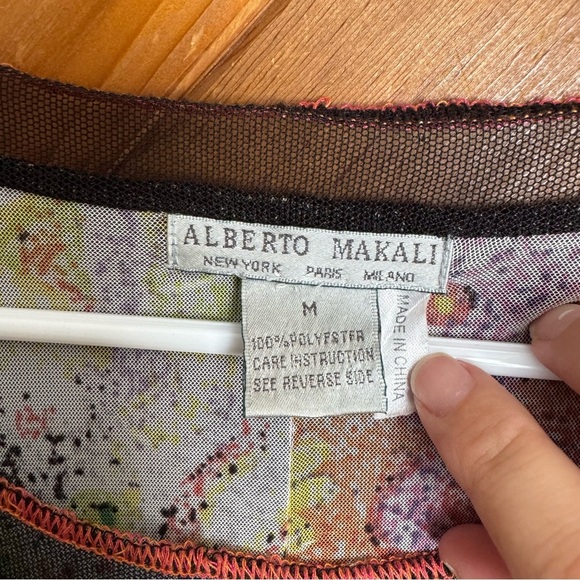 ALBERTO MAKALI
NEW YORK PARIS MILANO
M
100% POLYESTER
CARE INSTRUCTION
SEE REVERSE SIDE
MADE IN CHINA